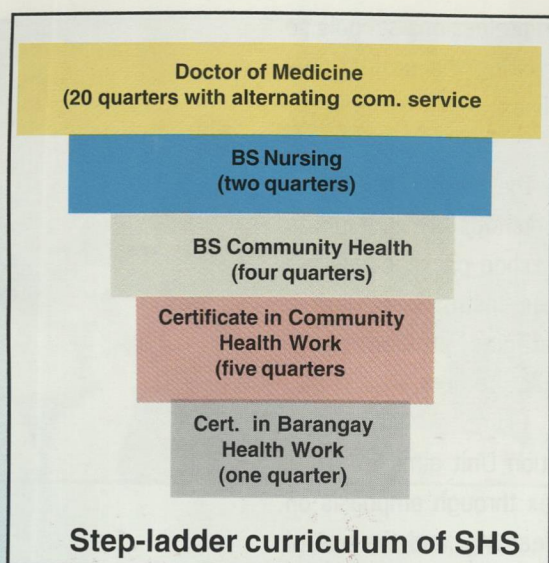 Doctor of Medicine
(20 quarters with alternating com. service
BS Nursing
(two quarters)
BS Community Health
(four quarters)
Certificate in Community
Health Work
(five quarters
Cert. in Barangay
Health Work
(one quarter)
Step-ladder curriculum of SHS